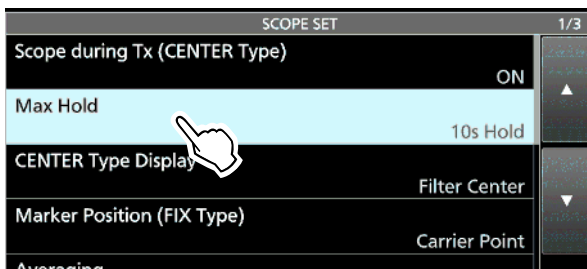 SCOPE SET 1/3
Scope during Tx (CENTER Type)
ON
Max Hold
10s Hold
CENTER Type Display
Filter Center
Marker Position (FIX Type)
Carrier Point
Averaging